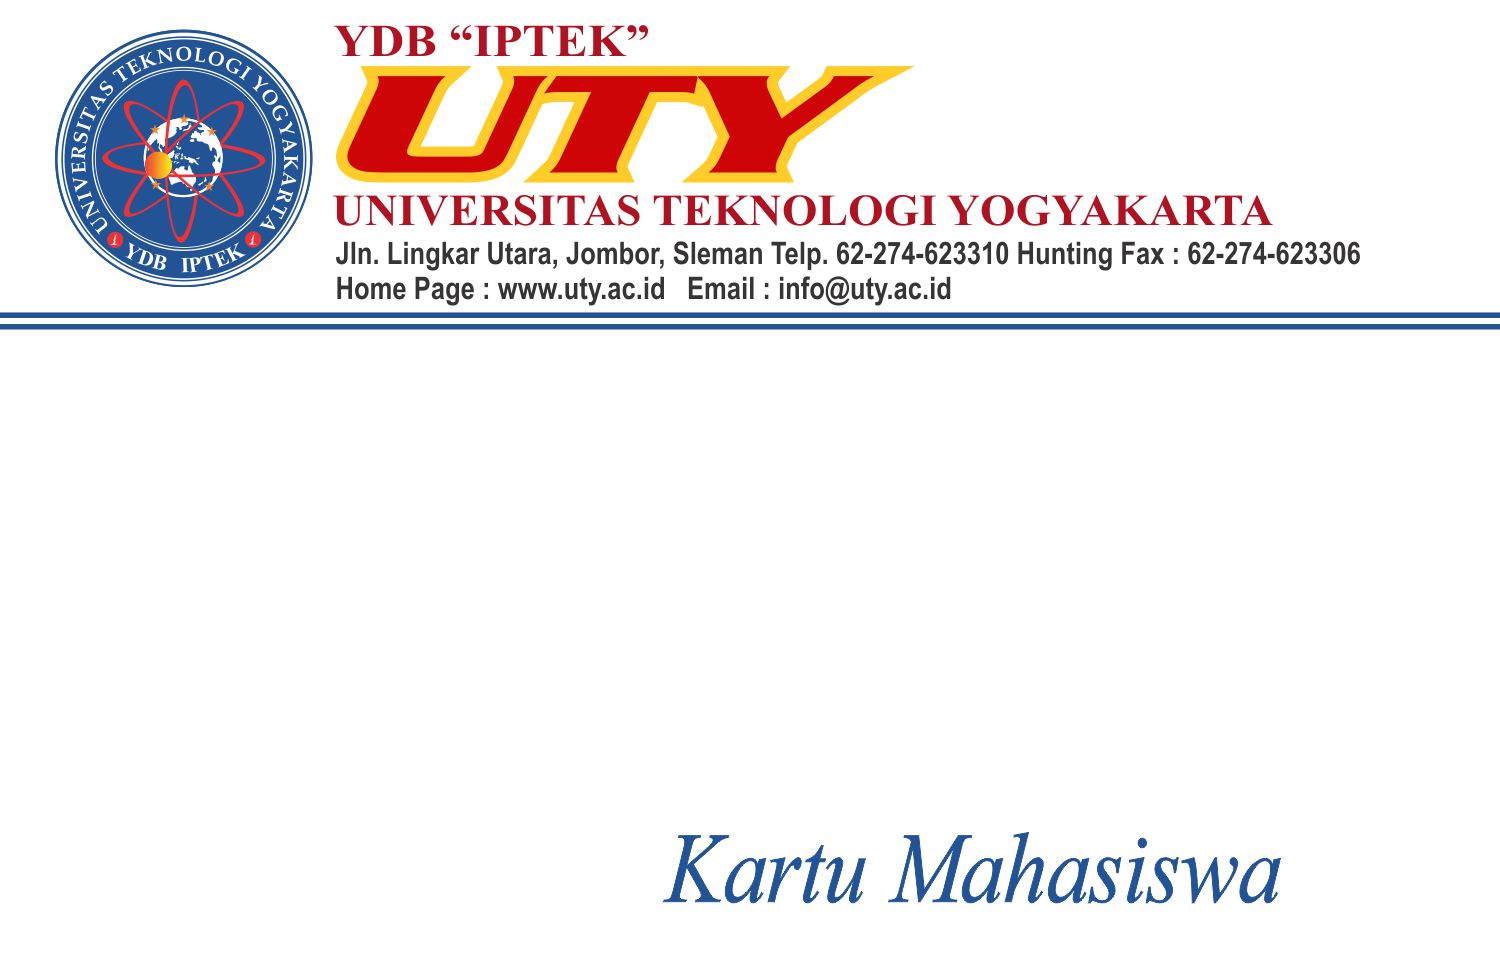 UNIVERSITAS TEKNOLOGI YOGYAKARTA
YDB IPTEK
YDB “IPTEK”
UTY
UNIVERSITAS TEKNOLOGI YOGYAKARTA
Jln. Lingkar Utara, Jombor, Sleman Telp. 62-274-623310 Hunting Fax : 62-274-623306
Home Page : www.uty.ac.id Email : info@uty.ac.id
Kartu Mahasiswa